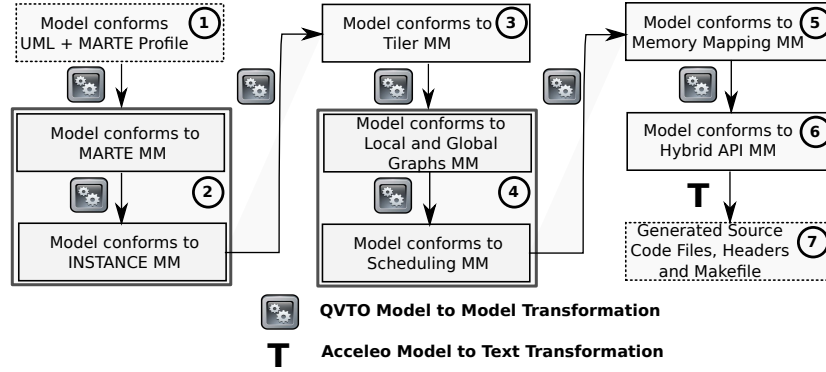 Model conforms
UML + MARTE Profile
1
Model conforms to
MARTE MM
2
Model conforms to
INSTANCE MM
Model conforms to
Tiler MM
3
Model conforms to
Local and Global
Graphs MM
4
Model conforms to
Scheduling MM
Model conforms to
Memory Mapping MM
5
Model conforms to
Hybrid API MM
6
T
Generated Source
Code Files, Headers
and Makefile
7
QVTO Model to Model Transformation
T Acceleo Model to Text Transformation